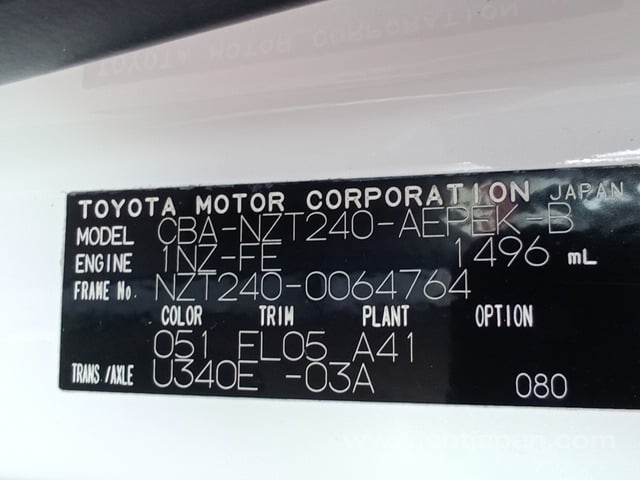 TOYOTA MOTOR CORPORATION JAPAN
MODEL CBA-NZT240-AEPEK-B
ENGINE 1NZ-FE 1496 mL
FRAME No. NZT240-0064764
COLOR TRIM PLANT OPTION
051 FL05 A41
TRANS/AXLE U340E -03A 080